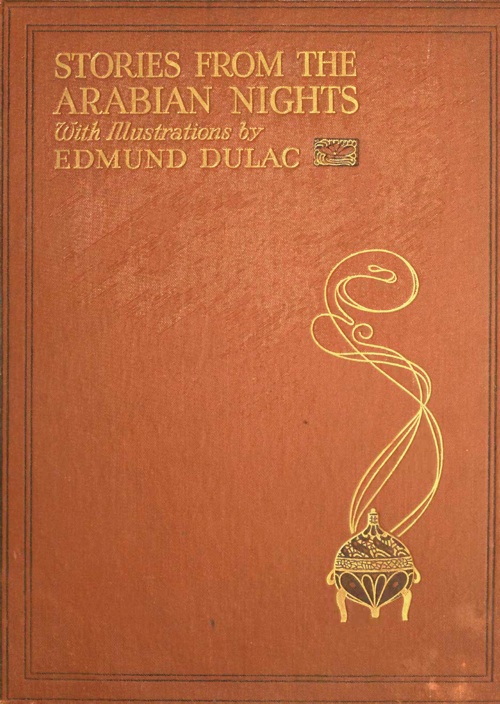 STORIES FROM THE
ARABIAN NIGHTS
With Illustrations by
EDMUND DULAC